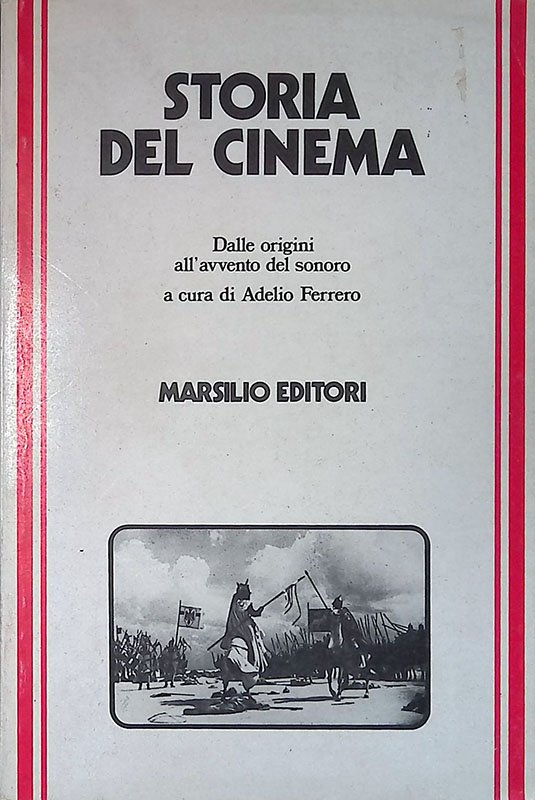 STORIA
DEL CINEMA
Dalle origini
all'avvento del sonoro
a cura di Adelio Ferrero
MARSILIO EDITORI